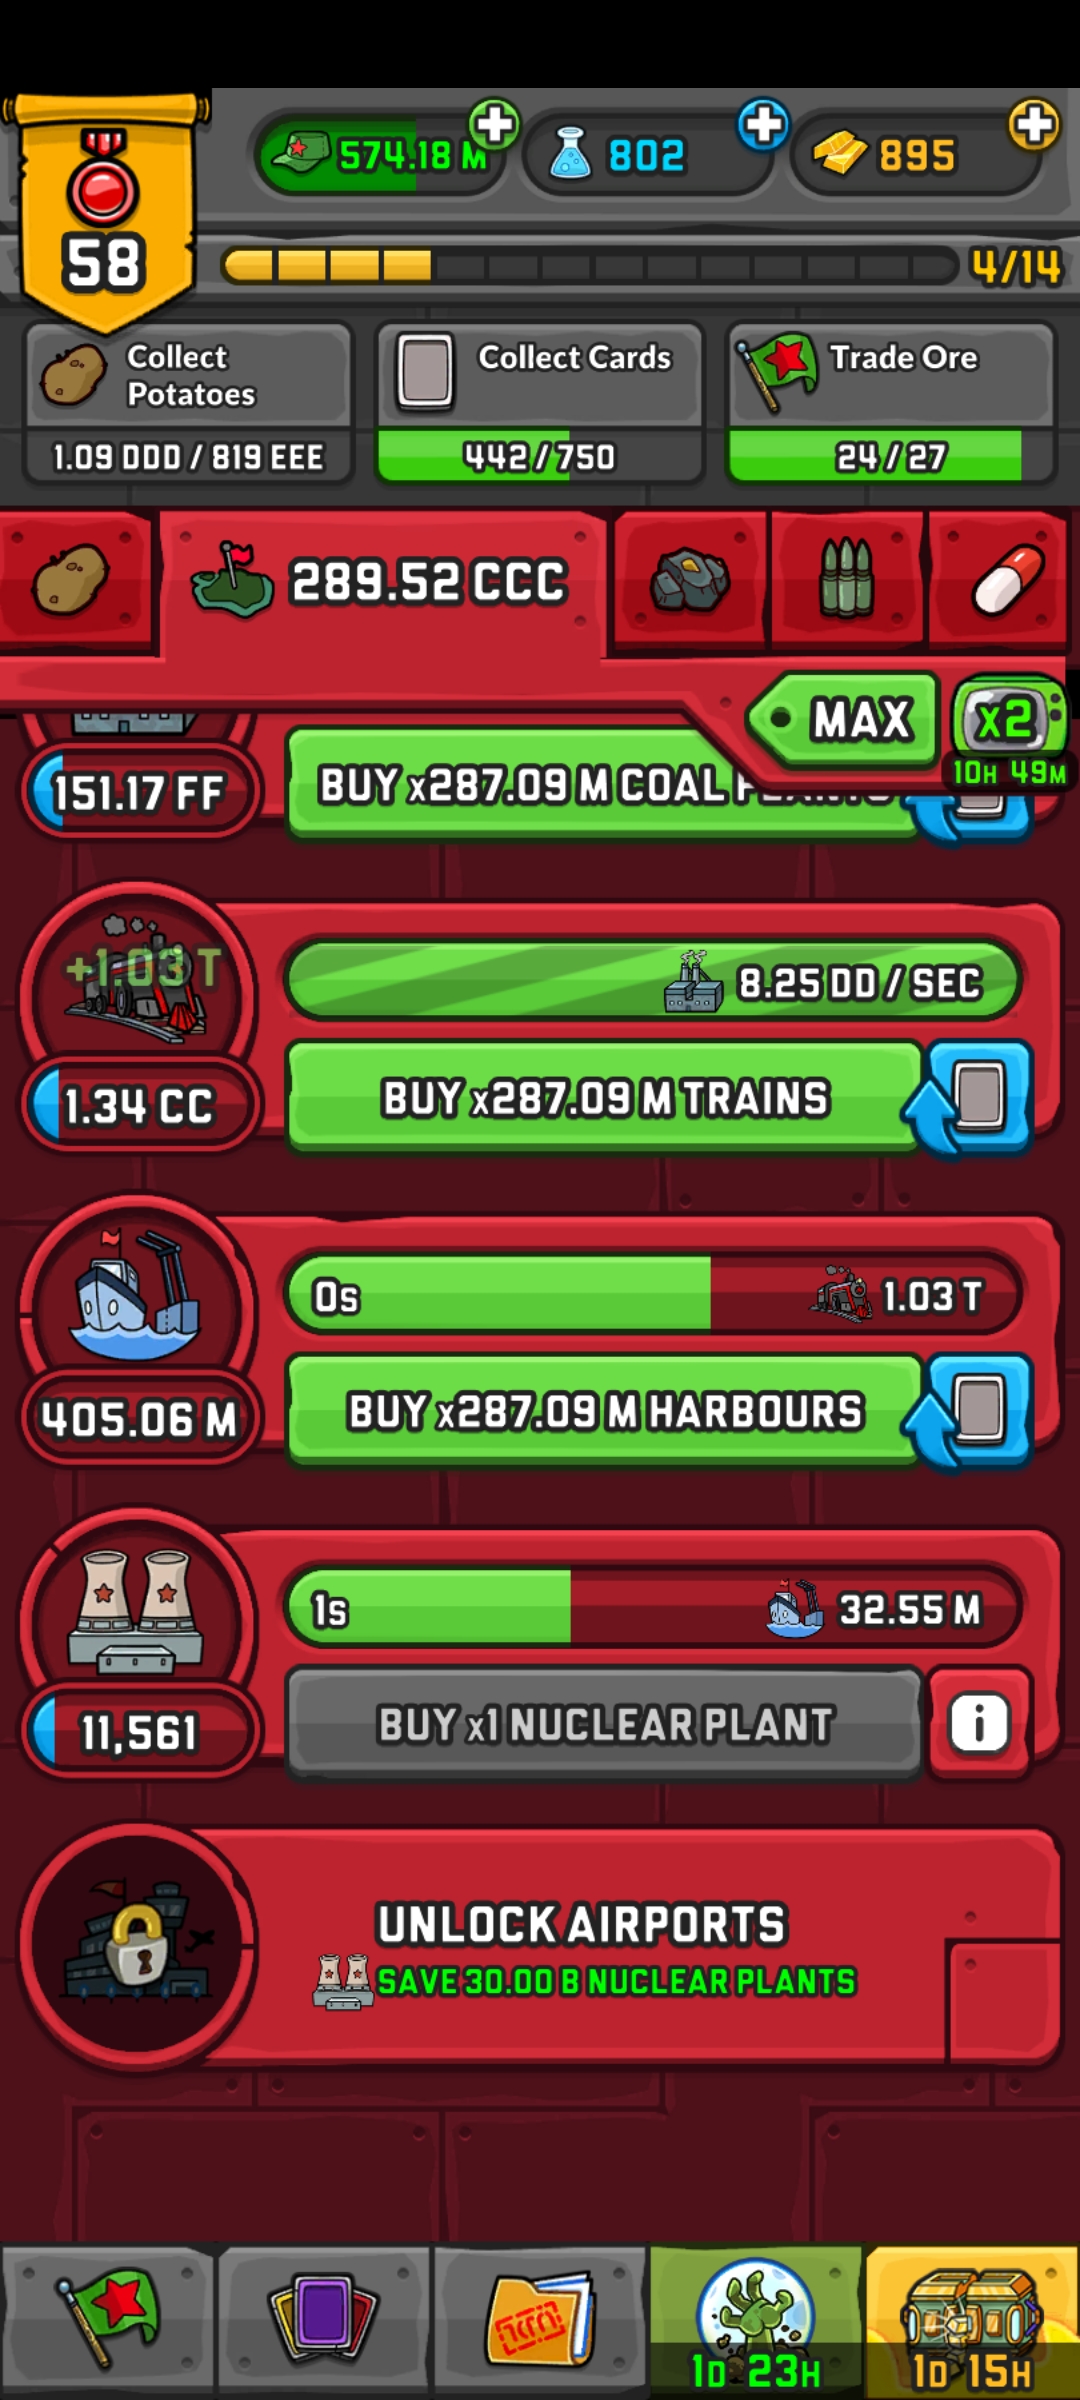 574.18 M
802
895
58
4/14
Collect Potatoes
1.09 DDD / 819 EEE
Collect Cards
442/750
Trade Ore
24/27
289.52 CCC
MAX
x2
10H 49M
151.17 FF
BUY x287.09 M COAL PLANTS
+1.03 T
8.25 DD / SEC
1.34 CC
BUY x287.09 M TRAINS
0s
1.03 T
405.06 M
BUY x287.09 M HARBOURS
1s
32.55 M
11,561
BUY x1 NUCLEAR PLANT
i
UNLOCK AIRPORTS
SAVE 30.00 B NUCLEAR PLANTS
1D 23H
1D 15H